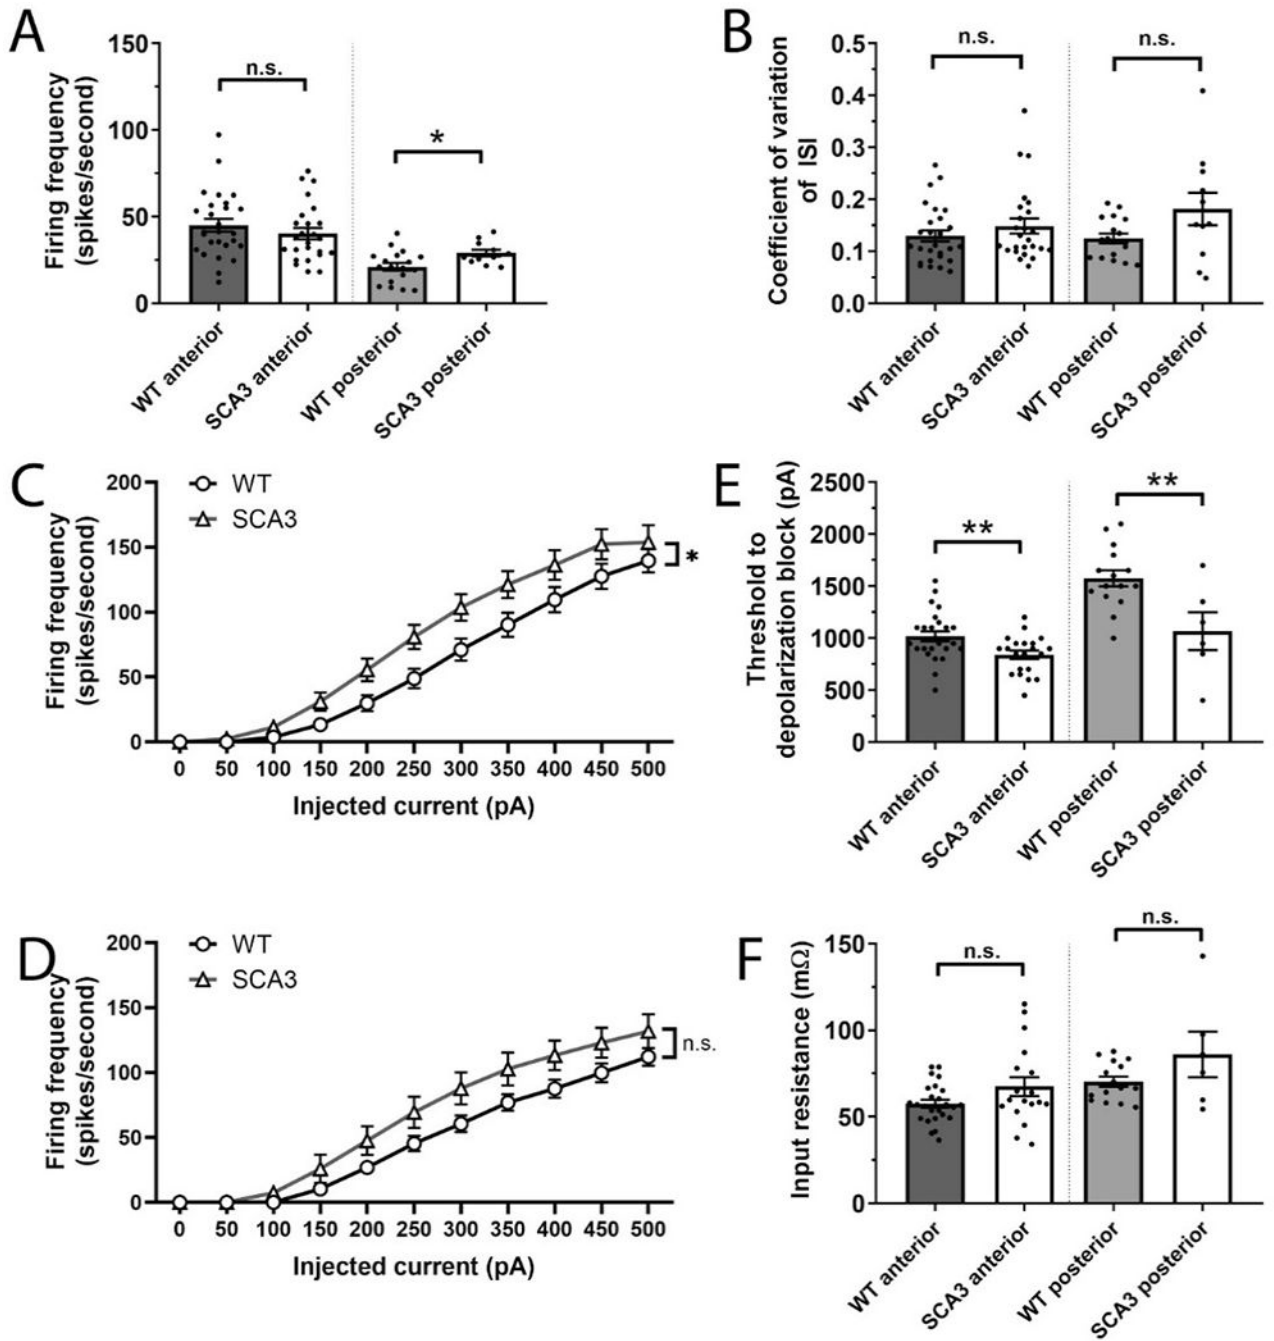 A
Firing frequency
(spikes/second)
150
100
50
0
n.s.
*
WT anterior
SCA3 anterior
WT posterior
SCA3 posterior
B
Coefficient of variation
of ISI
0.5
0.4
0.3
0.2
0.1
0.0
n.s.
n.s.
WT anterior
SCA3 anterior
WT posterior
SCA3 posterior
C
Firing frequency
(spikes/second)
200
150
100
50
0
WT
SCA3
*
0 50 100 150 200 250 300 350 400 450 500
Injected current (pA)
E
Threshold to
depolarization block (pA)
2500
2000
1500
1000
500
0
**
**
WT anterior
SCA3 anterior
WT posterior
SCA3 posterior
D
Firing frequency
(spikes/second)
200
150
100
50
0
WT
SCA3
n.s.
0 50 100 150 200 250 300 350 400 450 500
Injected current (pA)
F
Input resistance (mΩ)
150
100
50
0
n.s.
n.s.
WT anterior
SCA3 anterior
WT posterior
SCA3 posterior